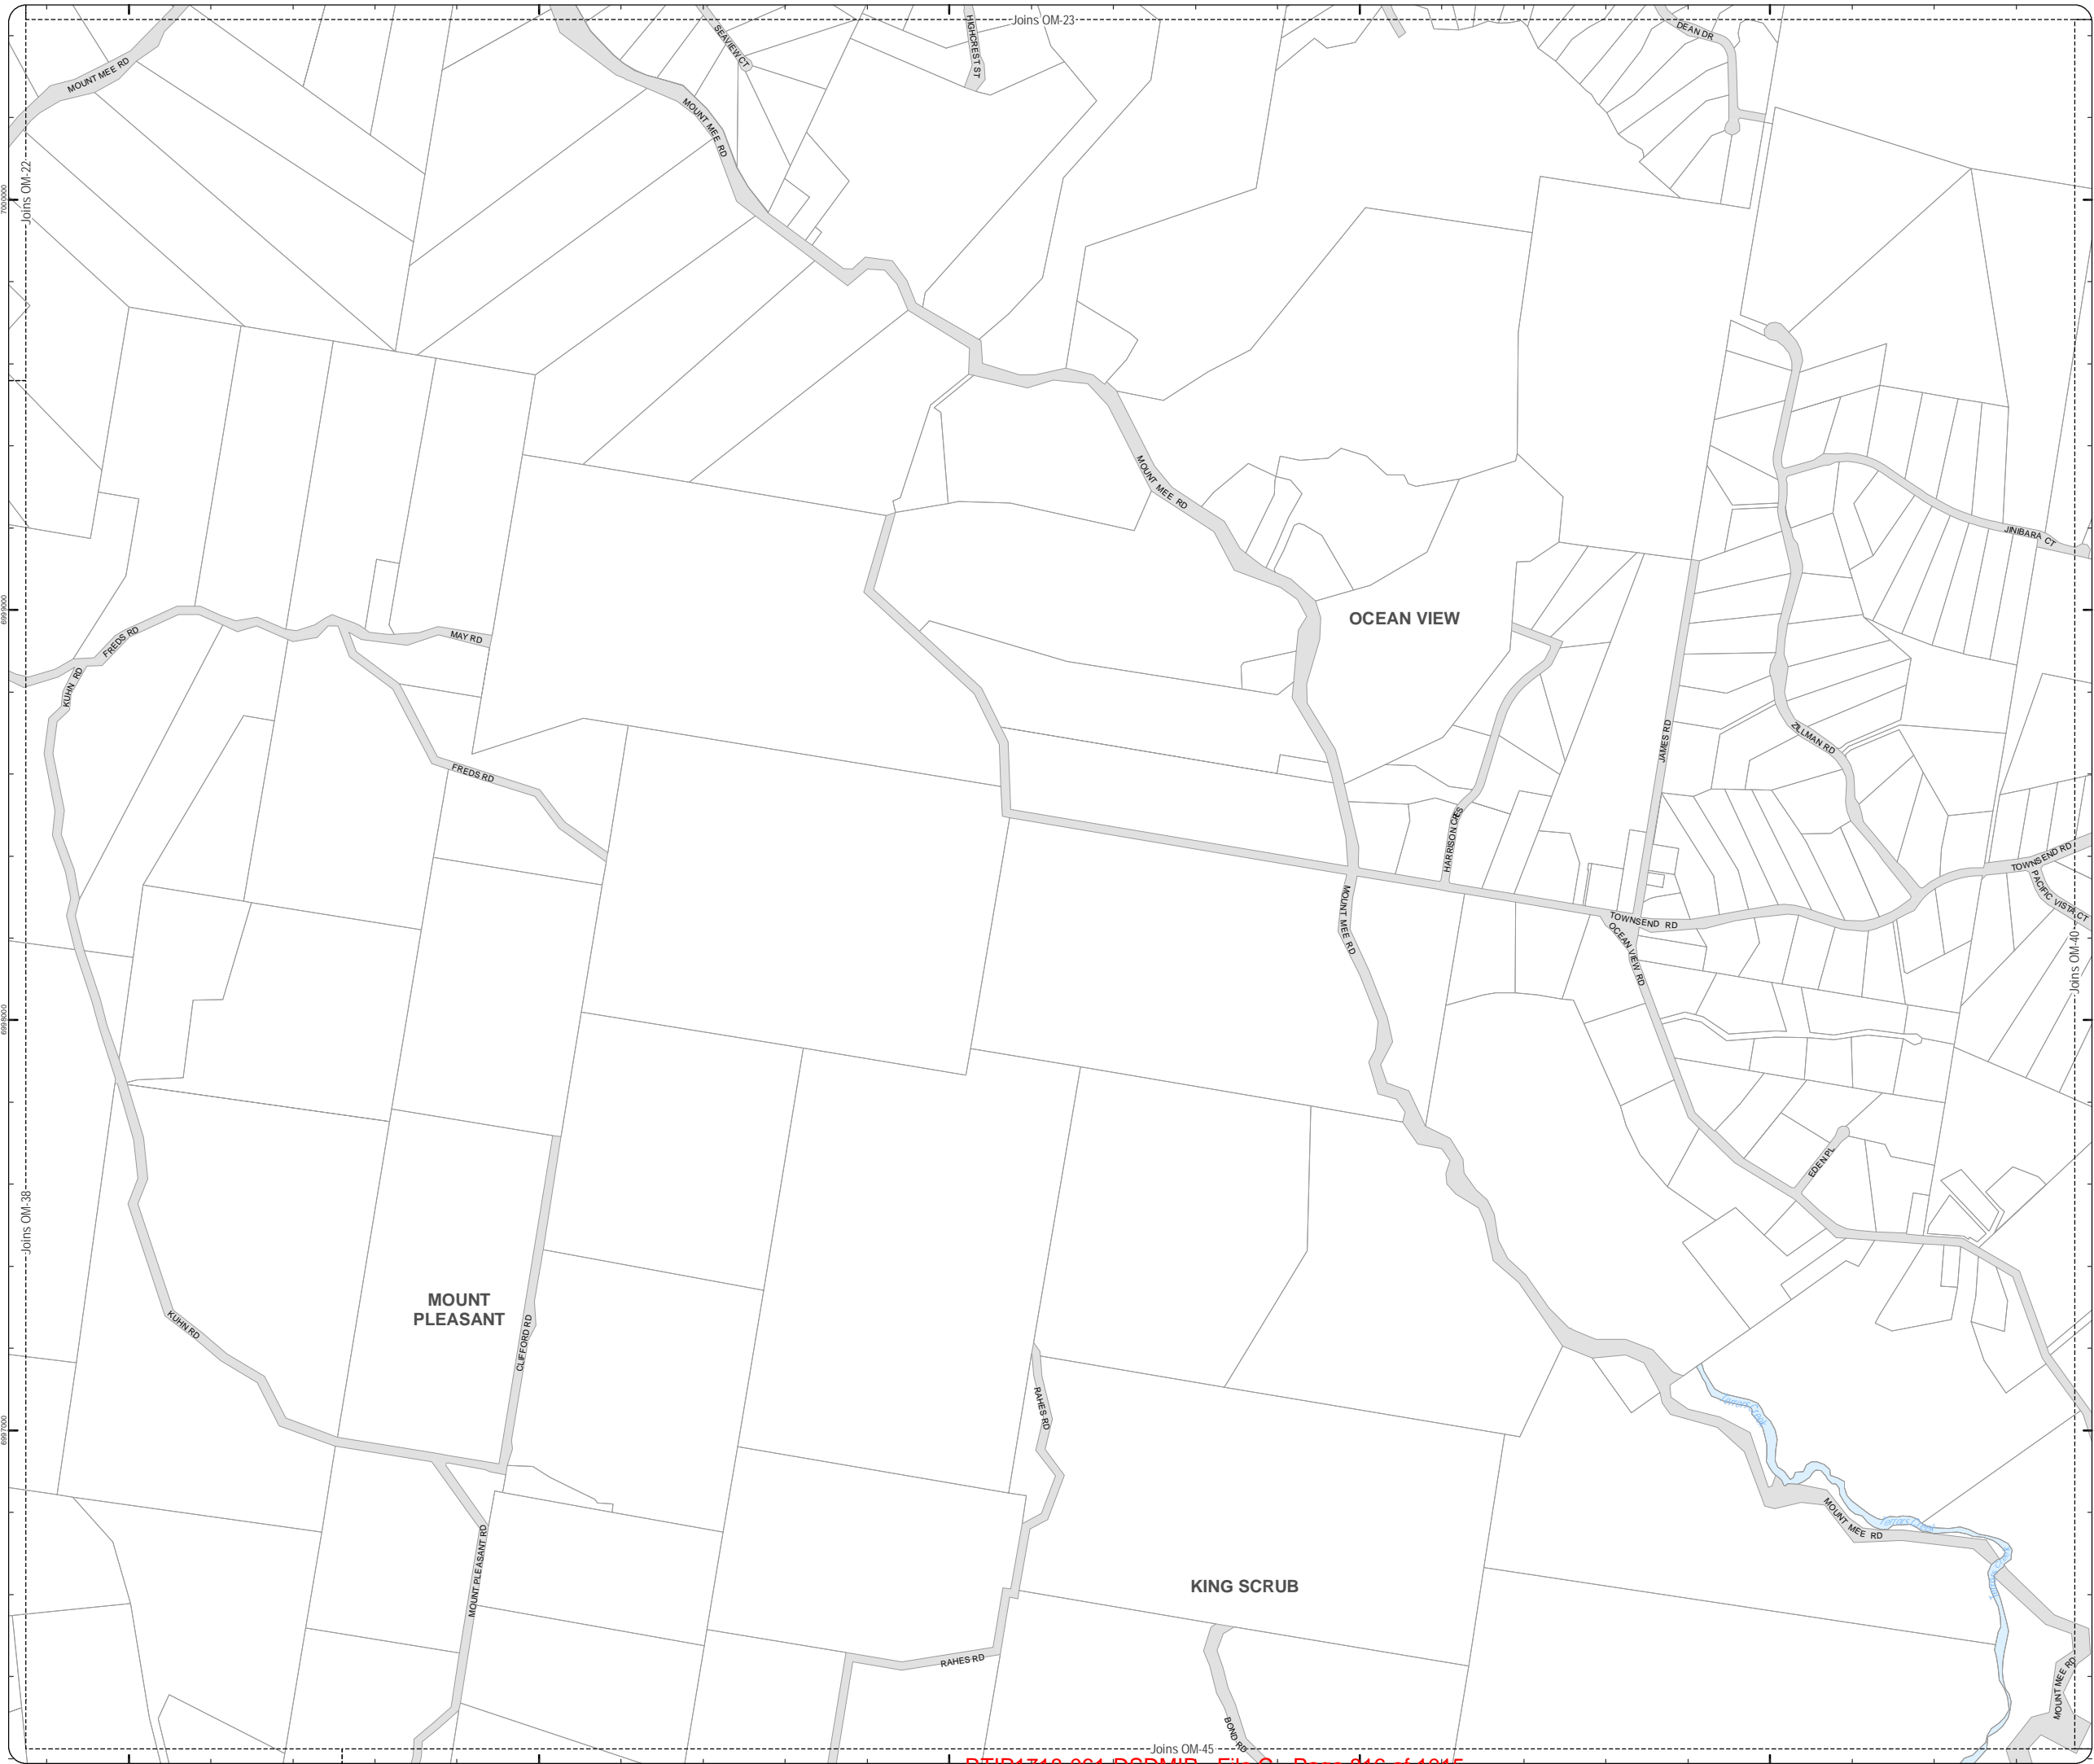 Joins OM-23
MOUNT MEE RD
SEAVIEW CT
HIGHCREST ST
DEAN DR
MOUNT MEE RD
Joins OM-22
7000000
MOUNT MEE RD
JINIBARA CT
6999000
OCEAN VIEW
FREDS RD
MAY RD
KUHN RD
ZILLMAN RD
JAMES RD
FREDS RD
HARRISON CRES
TOWNSEND RD
PACIFIC VISTA CT
MOUNT MEE RD
TOWNSEND RD
OCEAN VIEW RD
Joins OM-40
6998000
EDEN PL
Joins OM-38
MOUNT
PLEASANT
KUHN RD
CLIFFORD RD
RAHES RD
6997000
MOUNT MEE RD
MOUNT PLEASANT RD
KING SCRUB
RAHES RD
MOUNT MEE RD
BOND RD
Joins OM-45